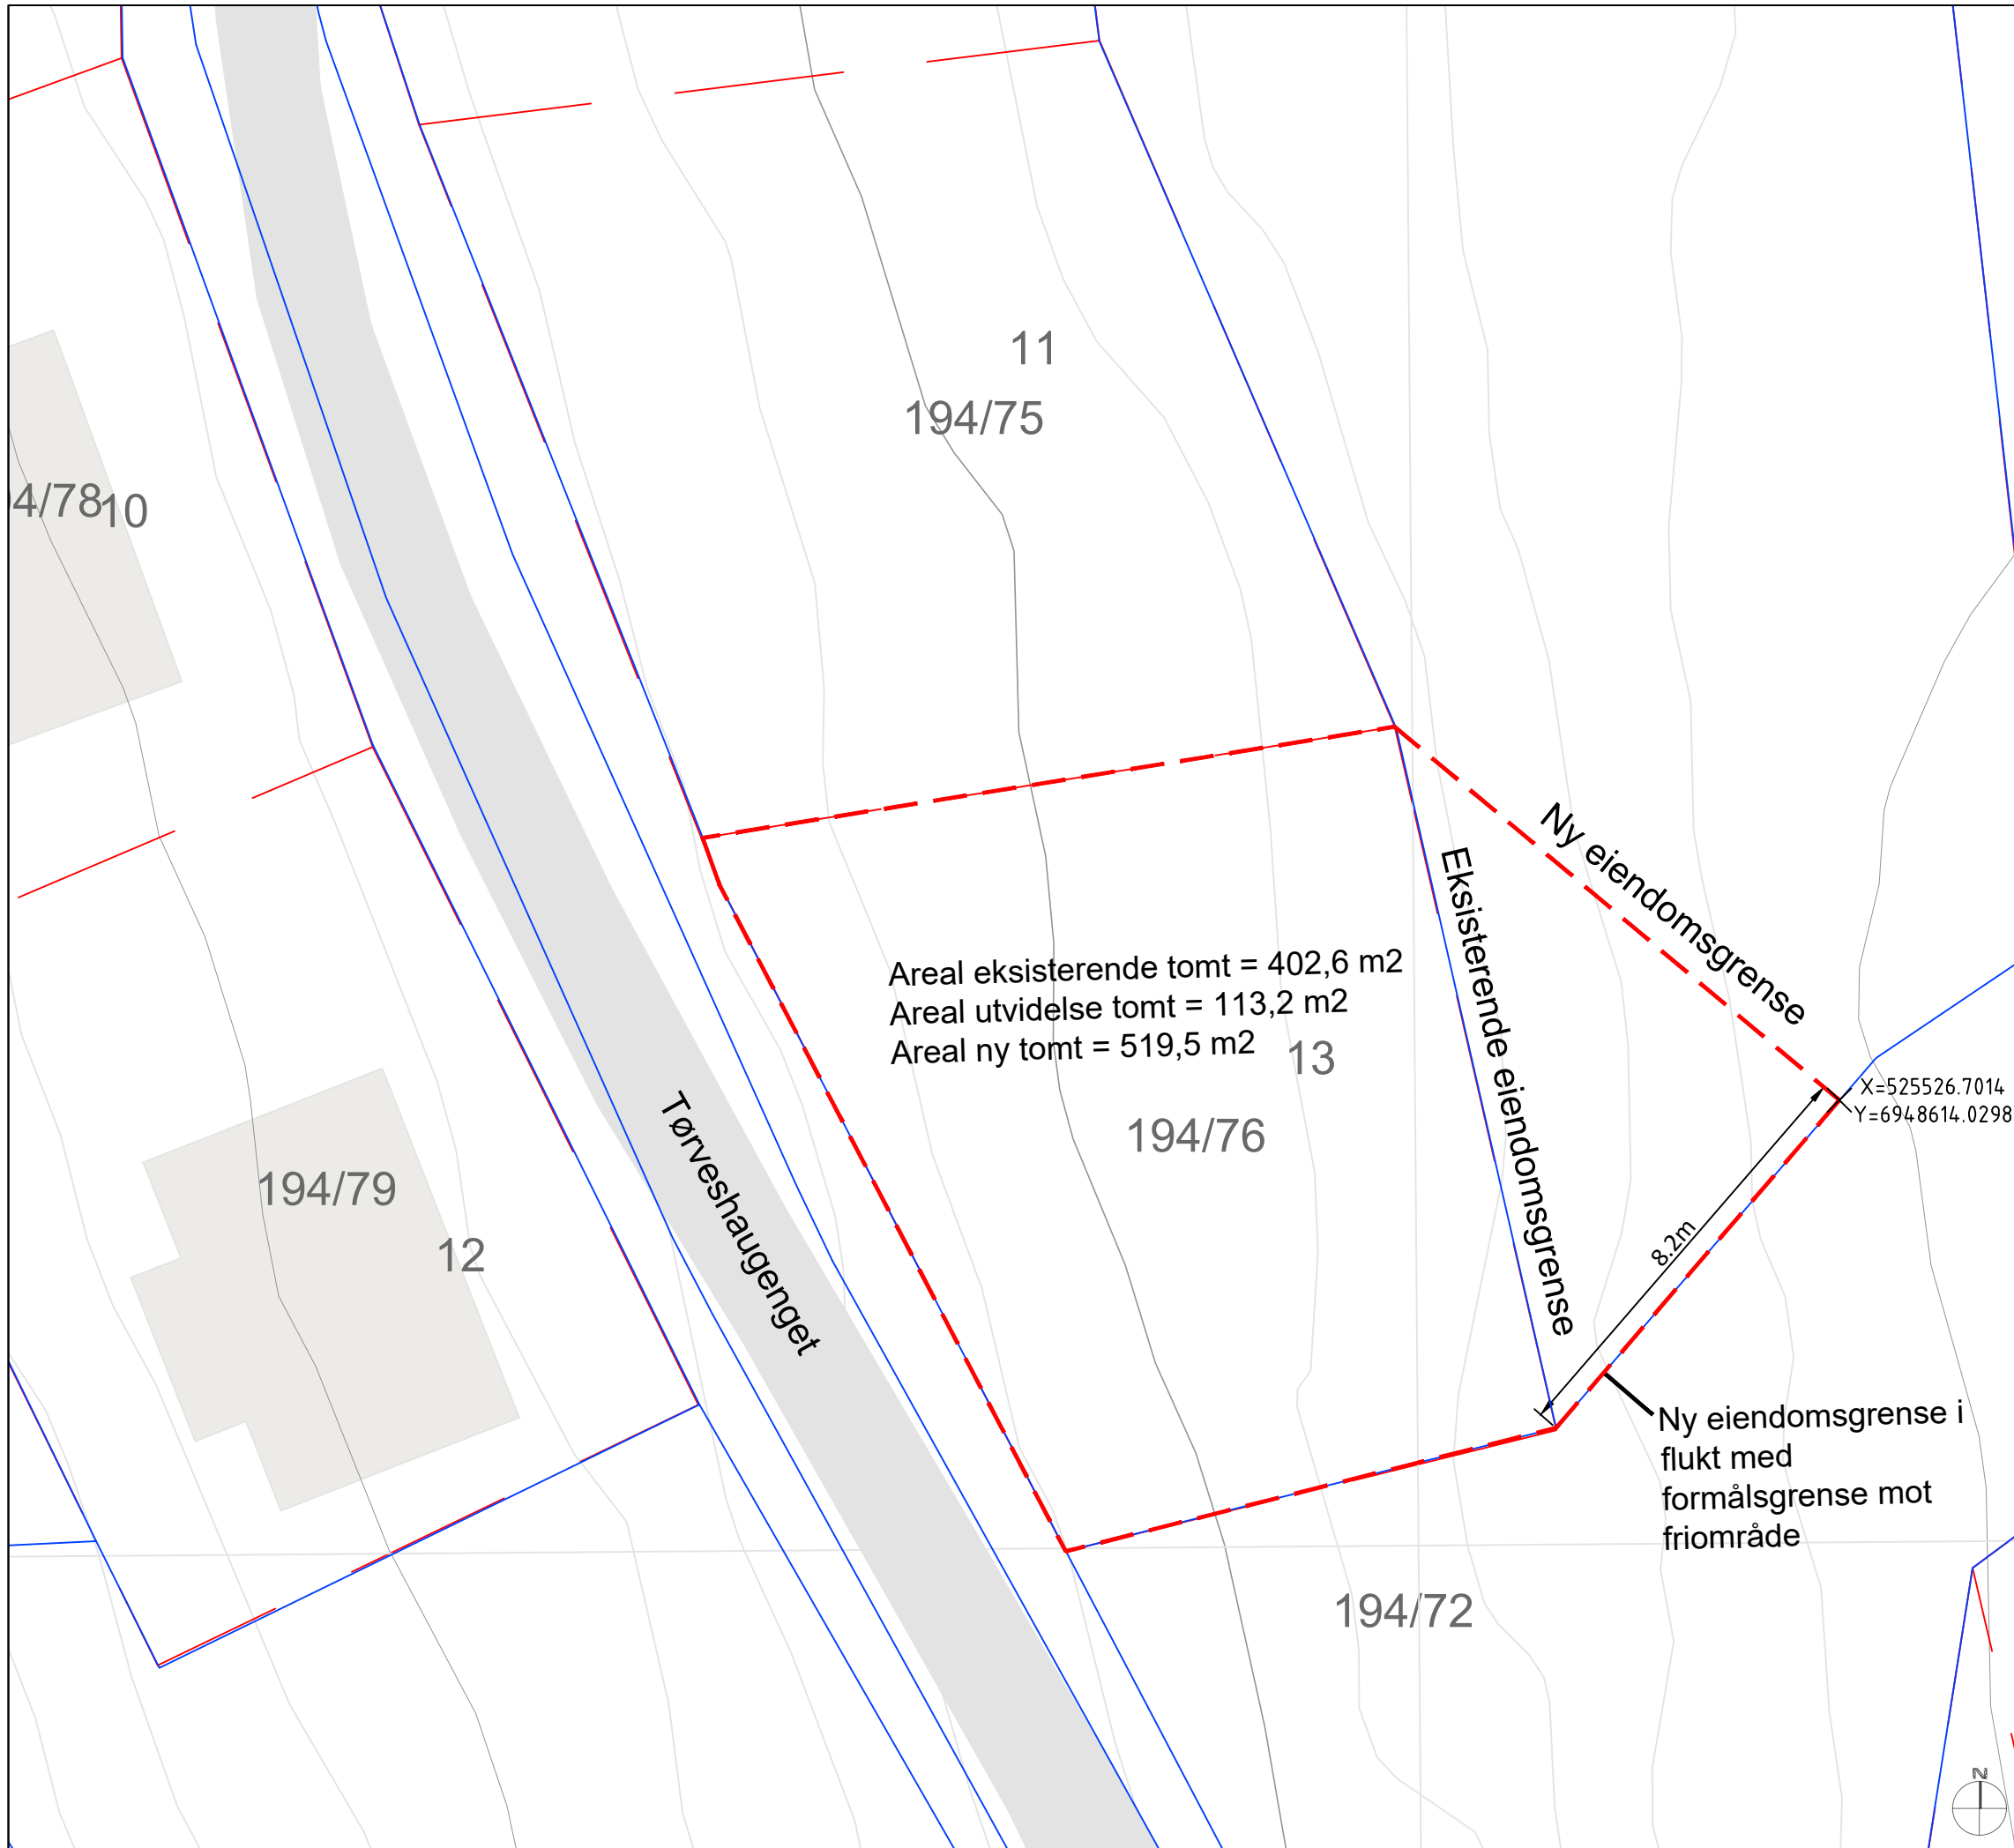 11
194/75
4/78
10
Ny eiendomsgrense
Eksisterende eiendomsgrense
Areal eksisterende tomt = 402,6 m2
Areal utvidelse tomt = 113,2 m2
Areal ny tomt = 519,5 m2
13
X=525526.7014
Y=6948614.0298
194/76
Tørveshaugenget
194/79
12
8.2m
Ny eiendomsgrense i
flukt med
formålsgrense mot
friområde
194/72
N